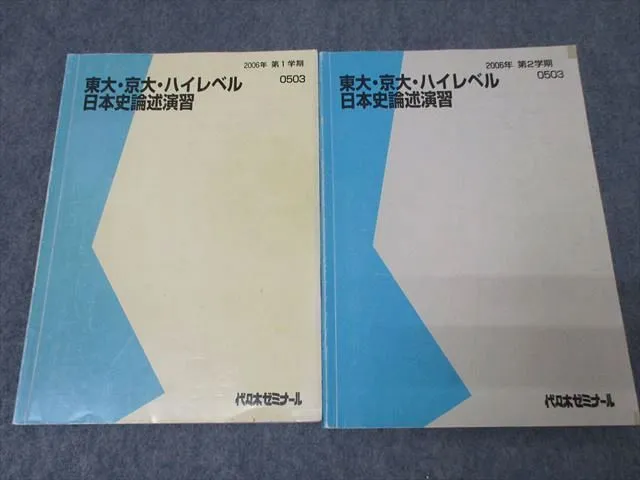 2006年 第1学期
0503
東大・京大・ハイレベル
日本史論述演習
代々木ゼミナール
2006年 第2学期
0503
東大・京大・ハイレベル
日本史論述演習
代々木ゼミナール